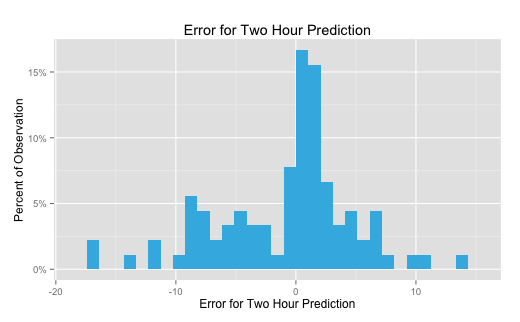 Error for Two Hour Prediction
15%
10%
5%
0%
Percent of Observation
-20
-10
0
10
Error for Two Hour Prediction